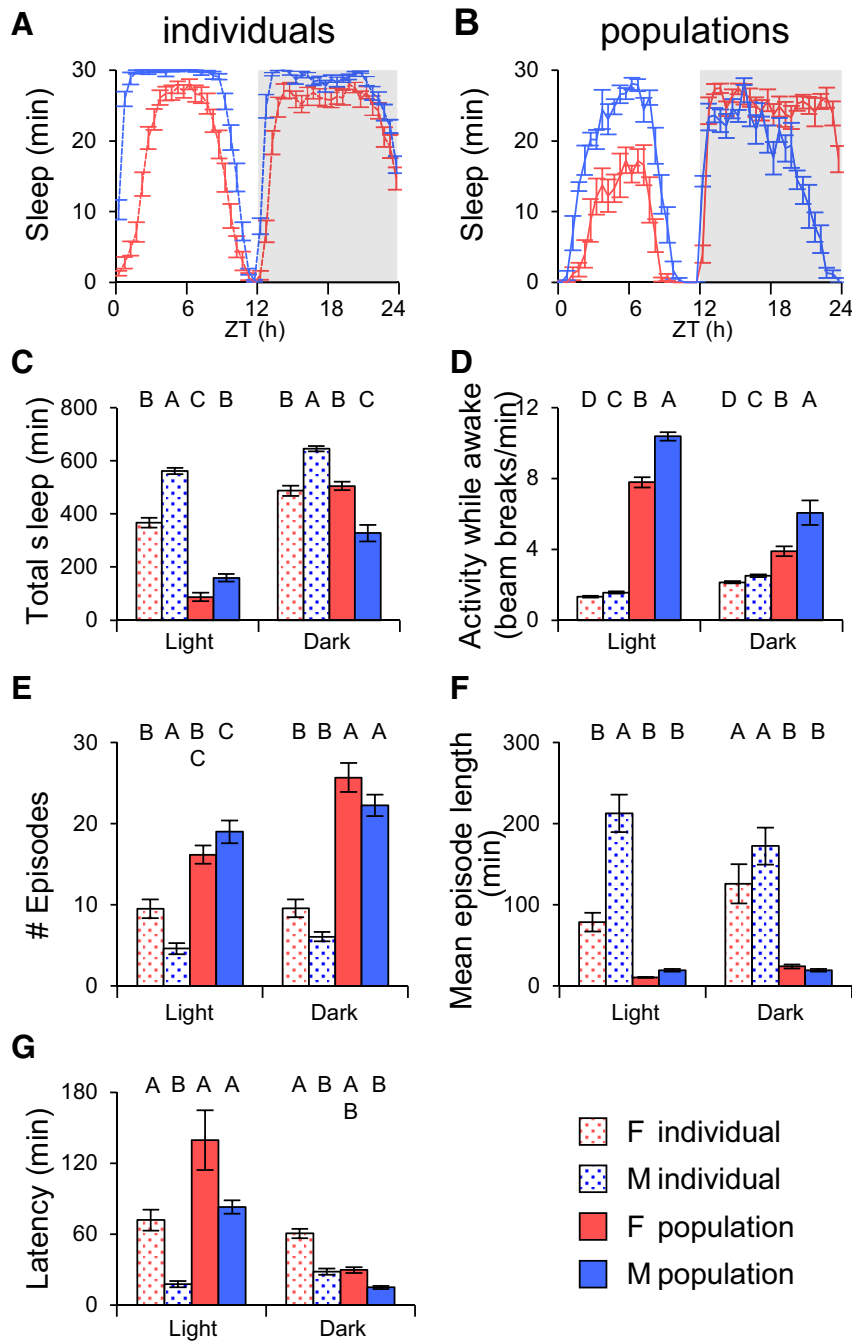 A individuals
B populations
30
20
10
0
Sleep (min)
0 6 12 18 24
ZT (h)
30
20
10
0
Sleep (min)
0 6 12 18 24
ZT (h)
C
B A C B B A B C
800
600
400
200
0
Total s leep (min)
Light Dark
D
D C B A D C B A
12
8
4
0
Activity while awake
(beam breaks/min)
Light Dark
E
B A B C B B A A
C
30
20
10
0
# Episodes
Light Dark
F
B A B B A A B B
300
200
100
0
Mean episode length
(min)
Light Dark
G
A B A A A B A B
B
180
120
60
0
Latency (min)
Light Dark
F individual
M individual
F population
M population